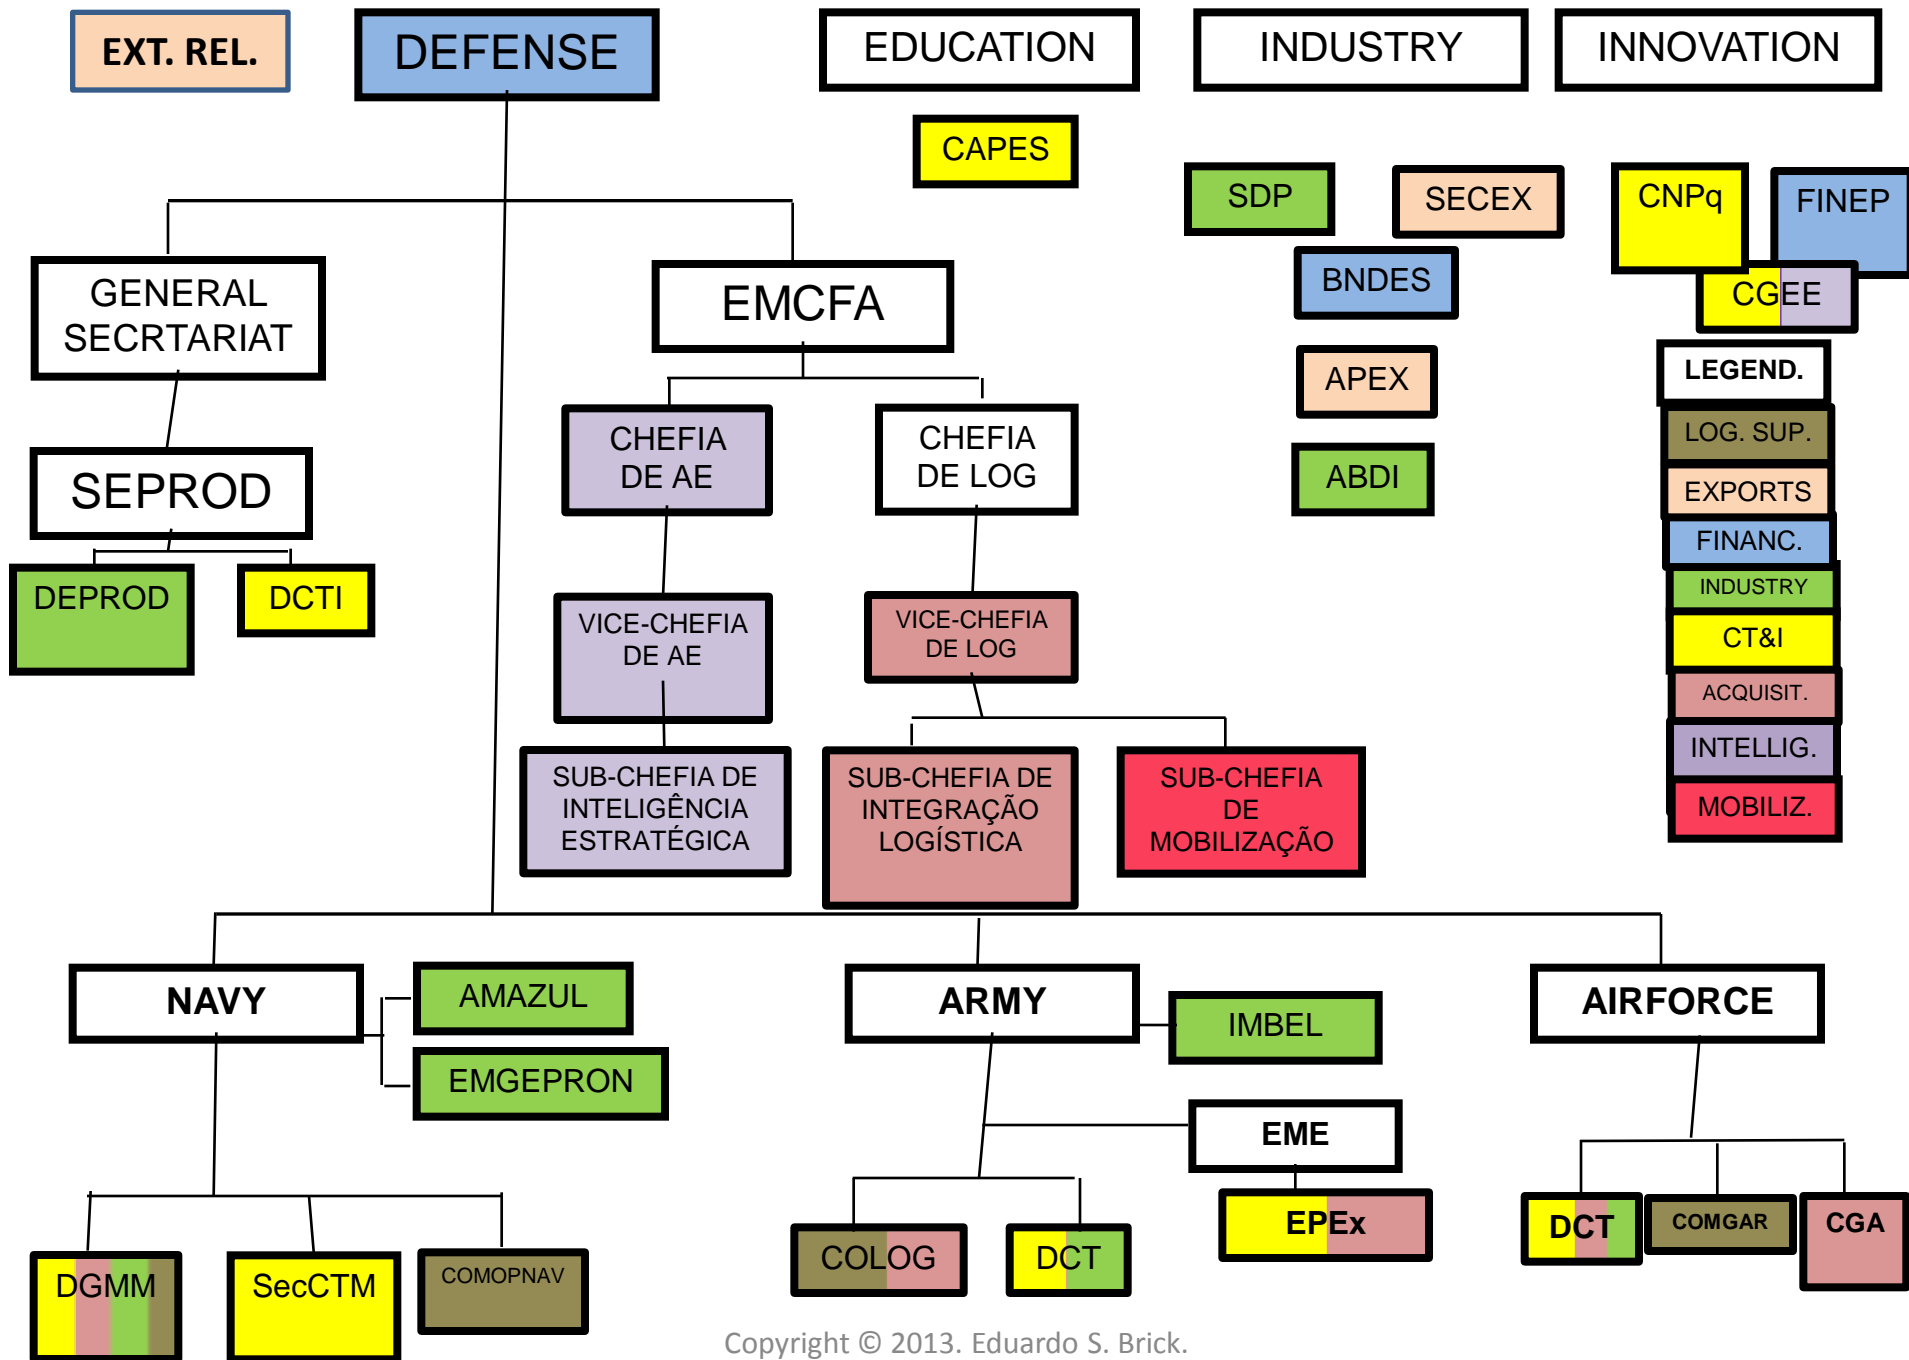 EXT. REL.
DEFENSE
EDUCATION
INDUSTRY
INNOVATION
CAPES
SDP
SECEX
CNPq
FINEP
BNDES
CGEE
GENERAL
SECRTARIAT
EMCFA
APEX
LEGEND.
LOG. SUP.
EXPORTS
FINANC.
INDUSTRY
CT&I
ACQUISIT.
INTELLIG.
MOBILIZ.
ABDI
CHEFIA
DE AE
CHEFIA
DE LOG
SEPROD
DEPROD
DCTI
VICE-CHEFIA
DE AE
VICE-CHEFIA
DE LOG
SUB-CHEFIA DE
INTELIGÊNCIA
ESTRATÉGICA
SUB-CHEFIA DE
INTEGRAÇÃO
LOGÍSTICA
SUB-CHEFIA
DE
MOBILIZAÇÃO
NAVY
AMAZUL
EMGEPRON
ARMY
IMBEL
AIRFORCE
EME
EPEx
DGMM
SecCTM
COMOPNAV
COLOG
DCT
DCT
COMGAR
CGA
Copyright © 2013. Eduardo S. Brick.